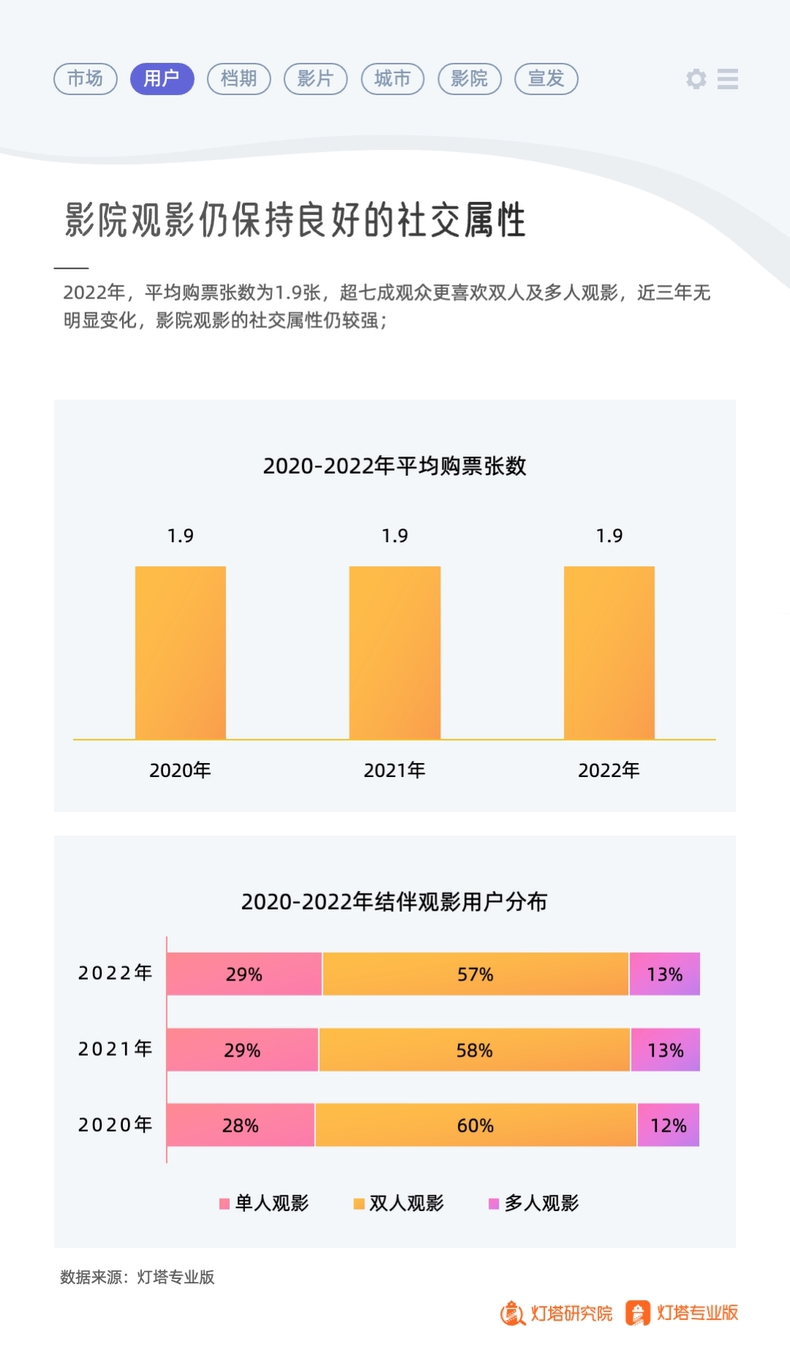 市场 用户 档期 影片 城市 影院 宣发
影院观影仍保持良好的社交属性
2022年，平均购票张数为1.9张，超七成观众更喜欢双人及多人观影，近三年无
明显变化，影院观影的社交属性仍较强；
2020-2022年平均购票张数
1.9 1.9 1.9
2020年 2021年 2022年
2020-2022年结伴观影用户分布
2022年 29% 57% 13%
2021年 29% 58% 13%
2020年 28% 60% 12%
单人观影 双人观影 多人观影
数据来源：灯塔专业版
灯塔研究院 灯塔专业版